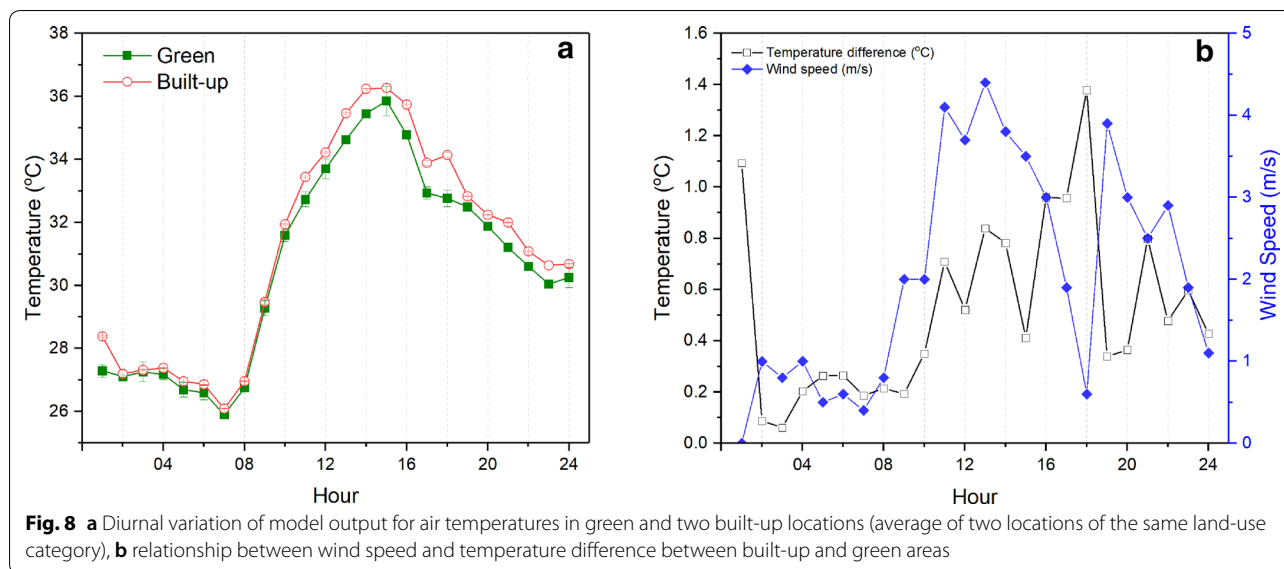 a
Green
Built-up
38
36
34
32
30
28
26
Temperature (°C)
04 08 12 16 20 24
Hour
b
Temperature difference (°C)
Wind speed (m/s)
1.6
1.4
1.2
1.0
0.8
0.6
0.4
0.2
0.0
Temperature (°C)
5
4
3
2
1
0
Wind Speed (m/s)
04 08 12 16 20 24
Hour
Fig. 8 a Diurnal variation of model output for air temperatures in green and two built-up locations (average of two locations of the same land-use
category), b relationship between wind speed and temperature difference between built-up and green areas